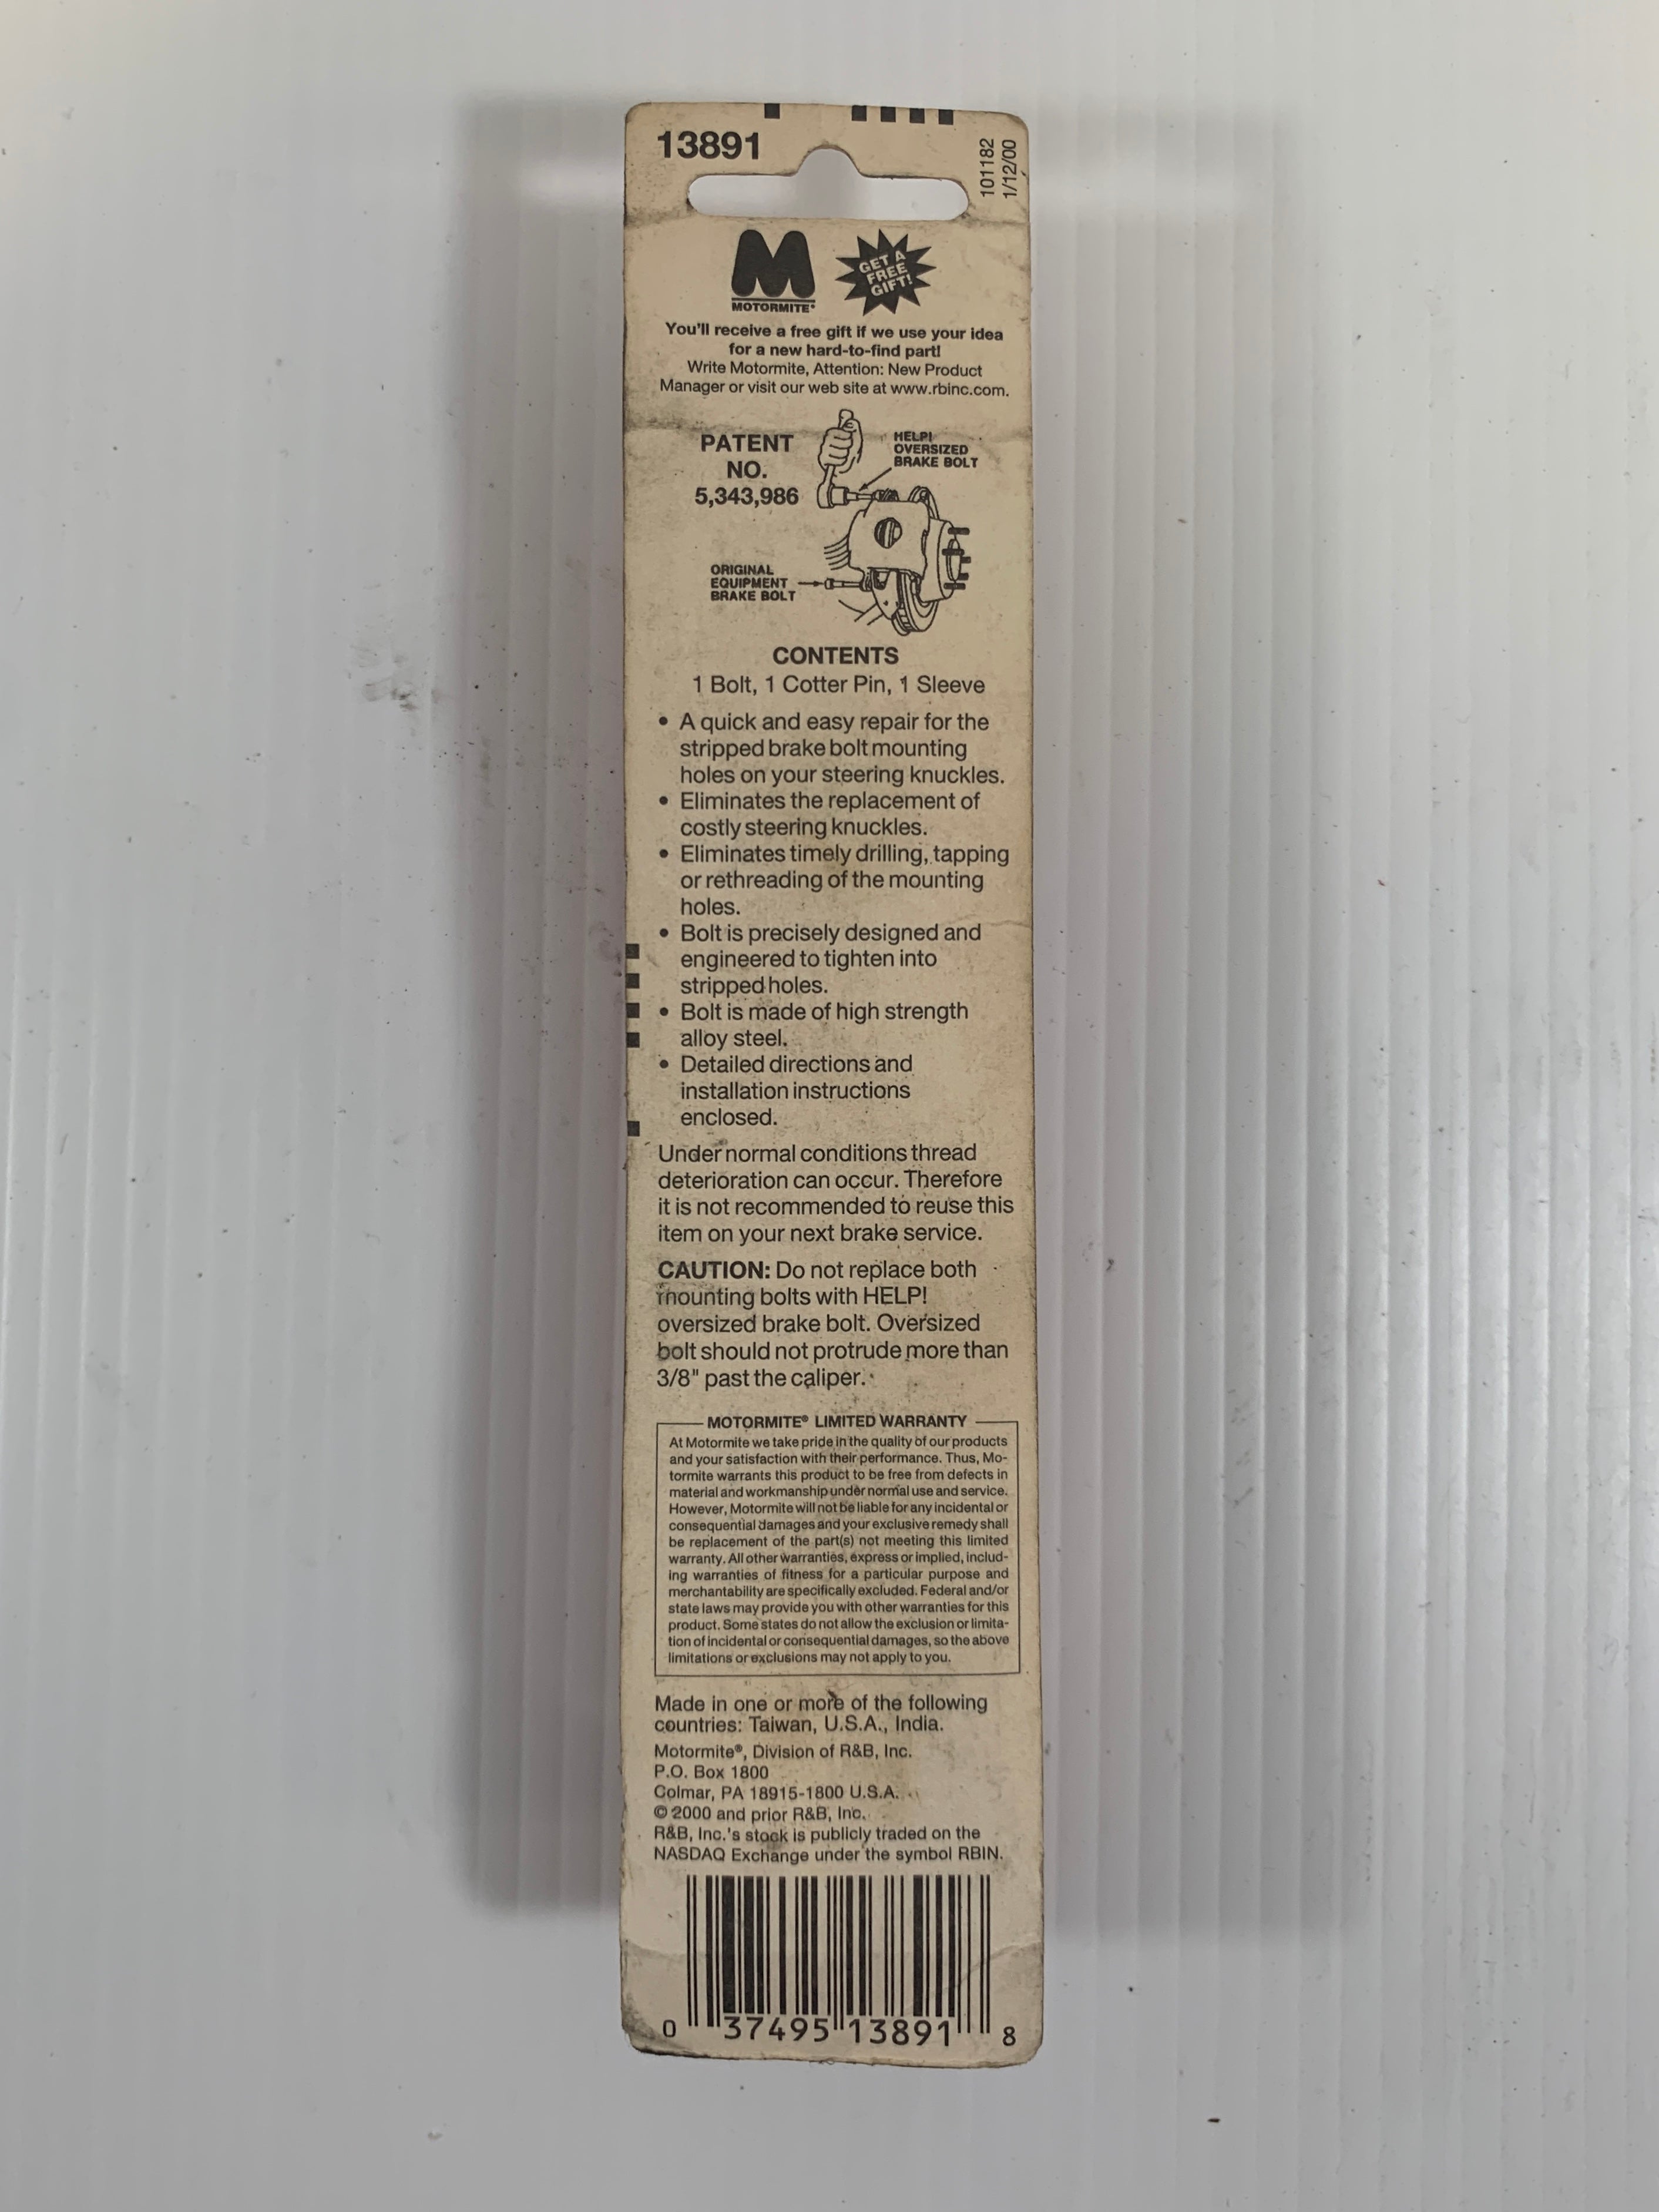 13891
101182
1/12/00
M
MOTORMITE®
GET A
FREE
GIFT!
You'll receive a free gift if we use your idea
for a new hard-to-find part!
Write Motormite, Attention: New Product
Manager or visit our web site at www.rbinc.com.
PATENT
NO.
5,343,986
HELP!
OVERSIZED
BRAKE BOLT
ORIGINAL
EQUIPMENT
BRAKE BOLT
CONTENTS
1 Bolt, 1 Cotter Pin, 1 Sleeve
• A quick and easy repair for the
stripped brake bolt mounting
holes on your steering knuckles.
• Eliminates the replacement of
costly steering knuckles.
• Eliminates timely drilling, tapping
or rethreading of the mounting
holes.
• Bolt is precisely designed and
engineered to tighten into
stripped holes.
• Bolt is made of high strength
alloy steel.
• Detailed directions and
installation instructions
enclosed.
Under normal conditions thread
deterioration can occur. Therefore
it is not recommended to reuse this
item on your next brake service.
CAUTION: Do not replace both
mounting bolts with HELP!
oversized brake bolt. Oversized
bolt should not protrude more than
3/8" past the caliper.
MOTORMITE® LIMITED WARRANTY
At Motormite we take pride in the quality of our products
and your satisfaction with their performance. Thus, Mo-
tormite warrants this product to be free from defects in
material and workmanship under normal use and service.
However, Motormite will not be liable for any incidental or
consequential damages and your exclusive remedy shall
be replacement of the part(s) not meeting this limited
warranty. All other warranties, express or implied, includ-
ing warranties of fitness for a particular purpose and
merchantability are specifically excluded. Federal and/or
state laws may provide you with other warranties for this
product. Some states do not allow the exclusion or limita-
tion of incidental or consequential damages, so the above
limitations or exclusions may not apply to you.
Made in one or more of the following
countries: Taiwan, U.S.A., India.
Motormite®, Division of R&B, Inc.
P.O. Box 1800
Colmar, PA 18915-1800 U.S.A.
© 2000 and prior R&B, Inc.
R&B, Inc.'s stock is publicly traded on the
NASDAQ Exchange under the symbol RBIN.
0 37495 13891 8